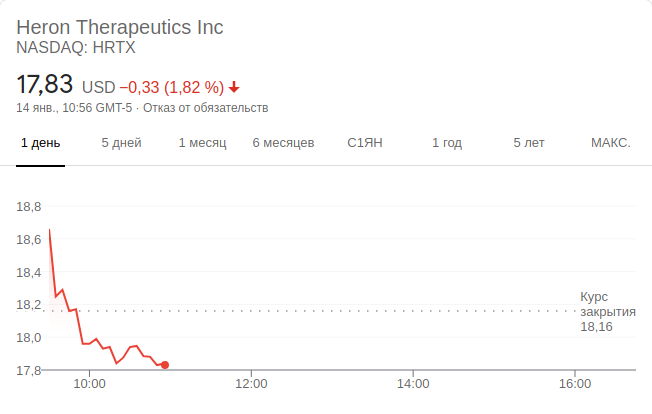 Heron Therapeutics Inc
NASDAQ: HRTX
17,83 USD −0,33 (1,82 %)
14 янв., 10:56 GMT-5 · Отказ от обязательств
1 день 5 дней 1 месяц 6 месяцев С1ЯН 1 год 5 лет МАКС.
18,8
18,6
18,4
18,2
18,0
17,8
Курс
закрытия
18,16
10:00 12:00 14:00 16:00